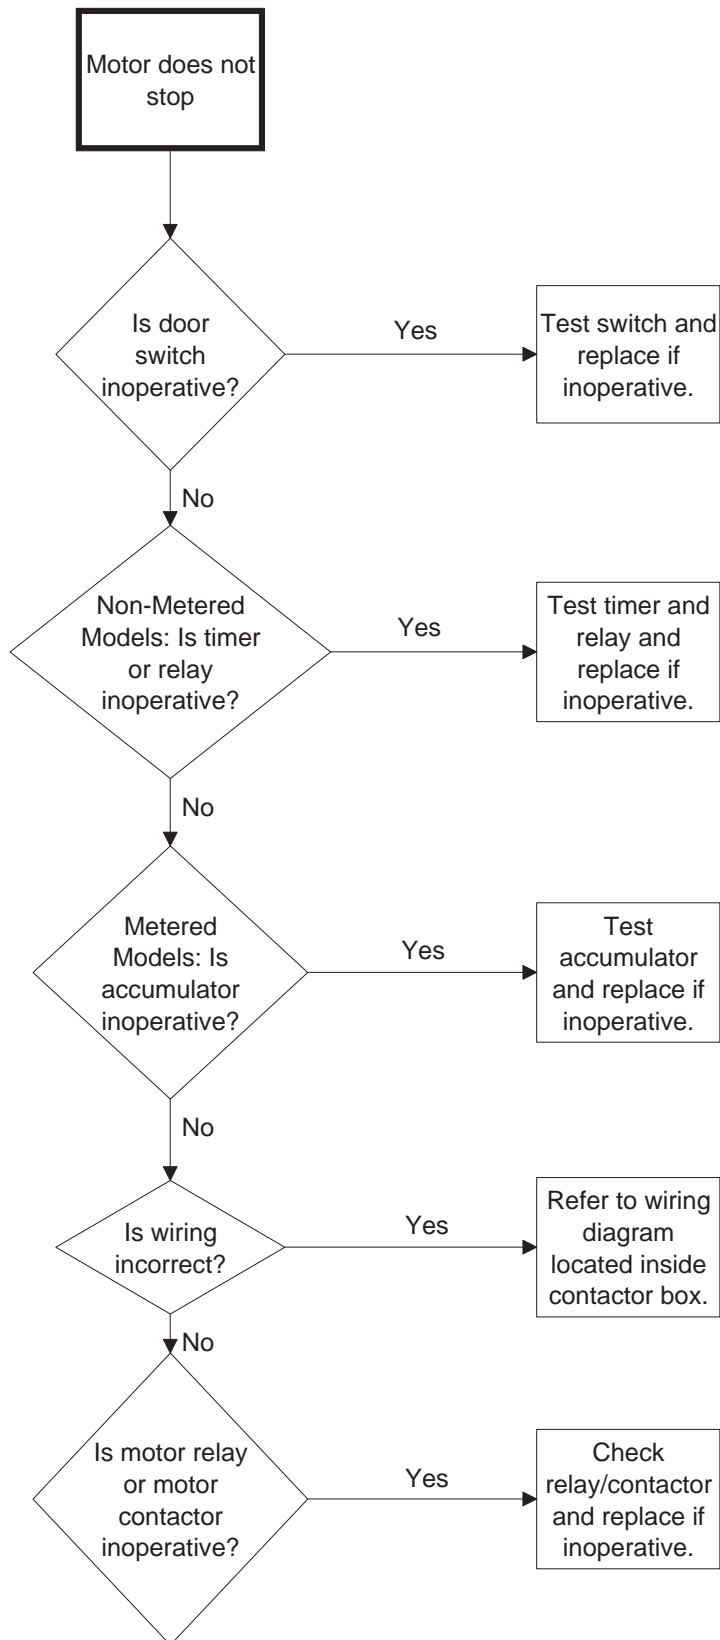 Motor does not
stop
Is door
switch
inoperative?
Yes
Test switch and
replace if
inoperative.
No
Non-Metered
Models: Is timer
or relay
inoperative?
Yes
Test timer and
relay and
replace if
inoperative.
No
Metered
Models: Is
accumulator
inoperative?
Yes
Test
accumulator
and replace if
inoperative.
No
Is wiring
incorrect?
Yes
Refer to wiring
diagram
located inside
contactor box.
No
Is motor relay
or motor
contactor
inoperative?
Yes
Check
relay/contactor
and replace if
inoperative.